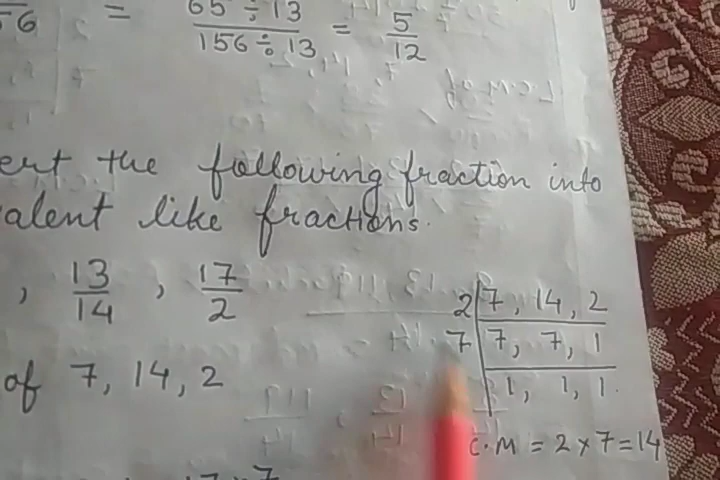 56 = 65 ÷ 13 / 156 ÷ 13 = 5/12
ert the following fraction into
alent like fractions.
, 13/14 , 17/2
2 | 7, 14, 2
7 | 7, 7, 1
1, 1, 1.
of 7, 14, 2
C.M = 2 × 7 = 14